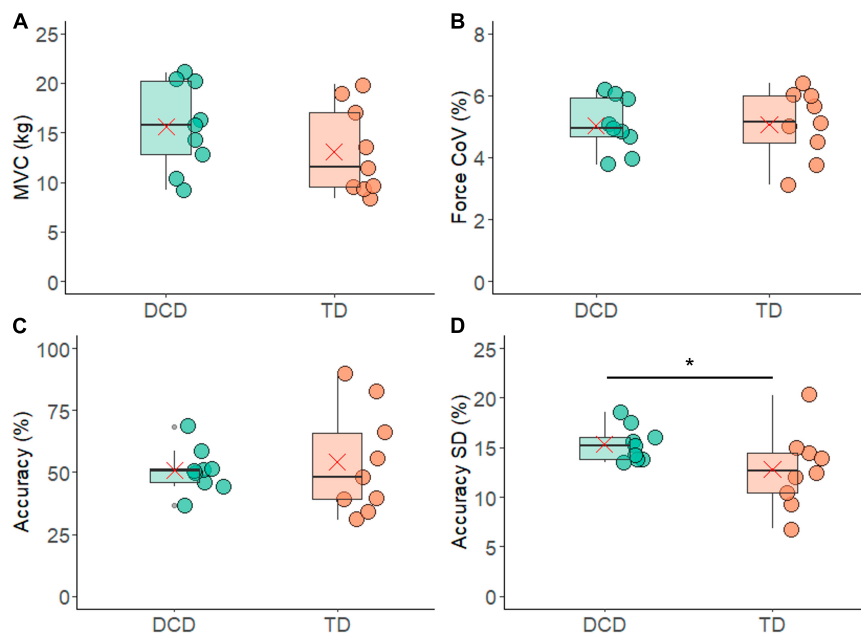 A
MVC (kg)
25
20
15
10
5
0
DCD TD
B
Force CoV (%)
8
6
4
2
0
DCD TD
C
Accuracy (%)
100
75
50
25
0
DCD TD
D
Accuracy SD (%)
25
20
15
10
5
0
*
DCD TD